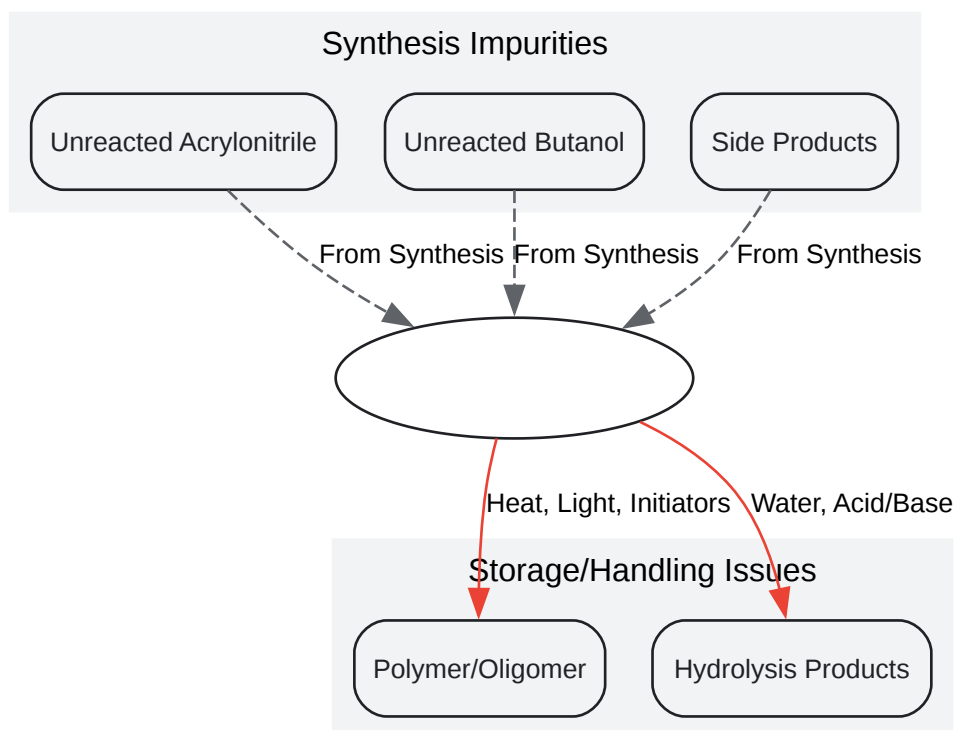 Synthesis Impurities
Unreacted Acrylonitrile
Unreacted Butanol
Side Products
From Synthesis
From Synthesis
From Synthesis
Heat, Light, Initiators
Water, Acid/Base
Storage/Handling Issues
Polymer/Oligomer
Hydrolysis Products